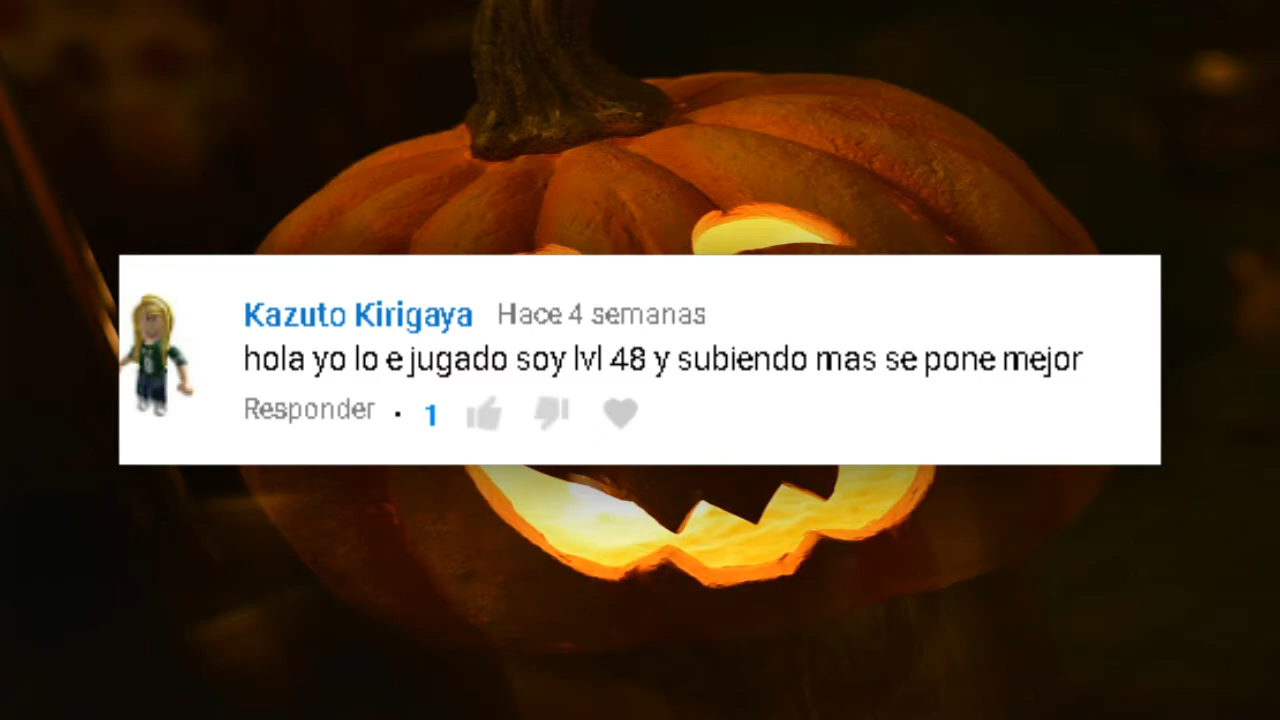 Kazuto Kirigaya Hace 4 semanas
hola yo lo e jugado soy lvl 48 y subiendo mas se pone mejor
Responder · 1